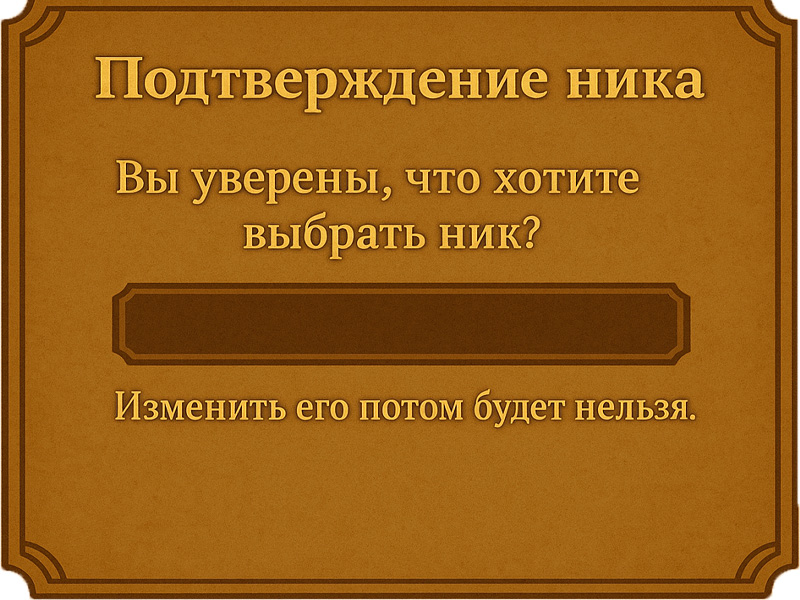 Подтверждение ника
Вы уверены, что хотите
выбрать ник?
Изменить его потом будет нельзя.